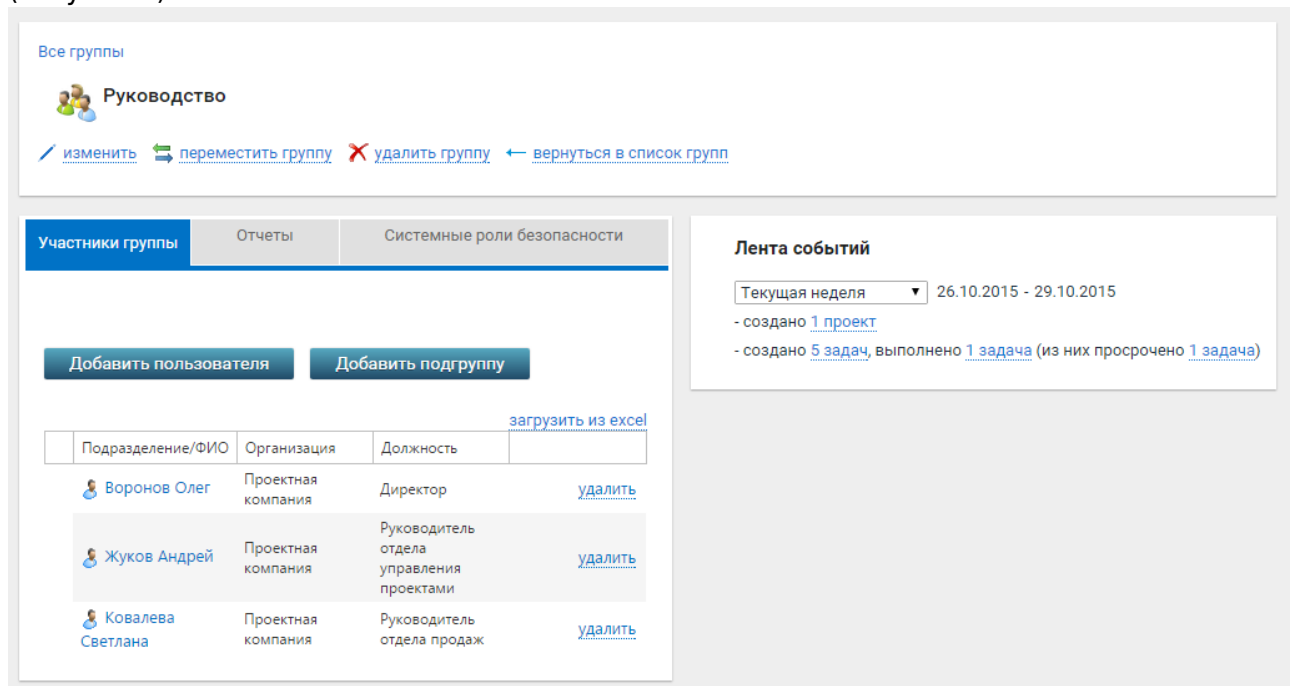 Все группы
Руководство
изменить переместить группу удалить группу вернуться в список групп
Участники группы Отчеты Системные роли безопасности
Добавить пользователя Добавить подгруппу
загрузить из excel
Подразделение/ФИО Организация Должность
Воронов Олег Проектная компания Директор удалить
Жуков Андрей Проектная компания Руководитель отдела управления проектами удалить
Ковалева Светлана Проектная компания Руководитель отдела продаж удалить
Лента событий
Текущая неделя 26.10.2015 - 29.10.2015
- создано 1 проект
- создано 5 задач, выполнено 1 задача (из них просрочено 1 задача)